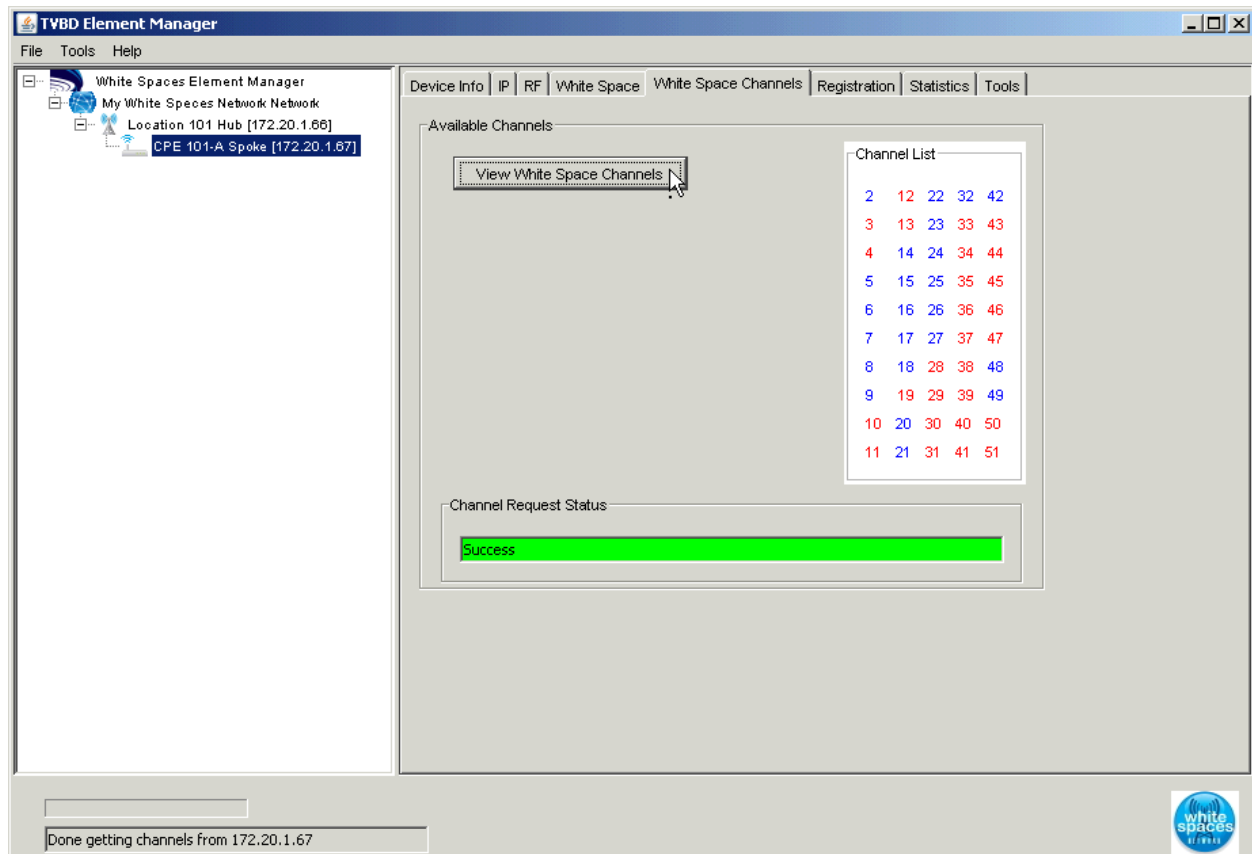 TVBD Element Manager
File Tools Help
White Spaces Element Manager
My White Speces Network Network
Location 101 Hub [172.20.1.66]
CPE 101-A Spoke [172.20.1.67]
Device Info IP RF White Space White Space Channels Registration Statistics Tools
Available Channels
View White Space Channels
Channel List
2 12 22 32 42
3 13 23 33 43
4 14 24 34 44
5 15 25 35 45
6 16 26 36 46
7 17 27 37 47
8 18 28 38 48
9 19 29 39 49
10 20 30 40 50
11 21 31 41 51
Channel Request Status
Success
Done getting channels from 172.20.1.67
white
spaces
NETWORK